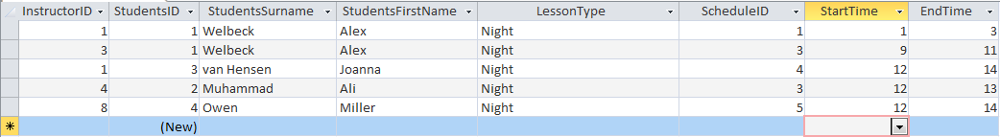 InstructorID StudentsID StudentsSurname StudentsFirstName LessonType ScheduleID StartTime EndTime
1 1 Welbeck Alex Night 1 1 3
3 1 Welbeck Alex Night 3 9 11
1 3 van Hensen Joanna Night 4 12 14
4 2 Muhammad Ali Night 3 12 13
8 4 Owen Miller Night 5 12 14
* (New)